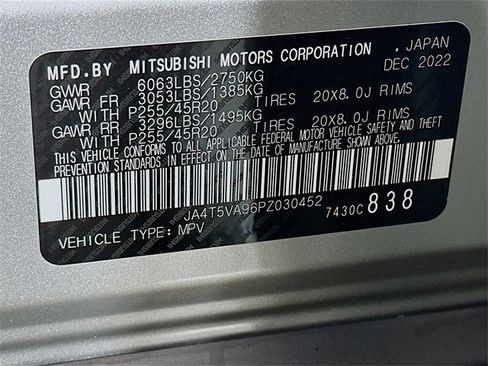 MFD.BY MITSUBISHI MOTORS CORPORATION , JAPAN
GVWR 6063LBS/2750KG DEC 2022
GAWR FR 3053LBS/1385KG
WITH P255/45R20 TIRES 20X8.0J RIMS
GAWR RR 3296LBS/1495KG
WITH P255/45R20 TIRES 20X8.0J RIMS
THIS VEHICLE CONFORMS TO ALL APPLICABLE
FEDERAL MOTOR VEHICLE SAFETY AND THEFT
PREVENTION STANDARDS IN EFFECT ON THE DATE OF MANUFACTURE SHOWN ABOVE.
JA4T5VA96PZ030452 7430C 838
VEHICLE TYPE: MPV